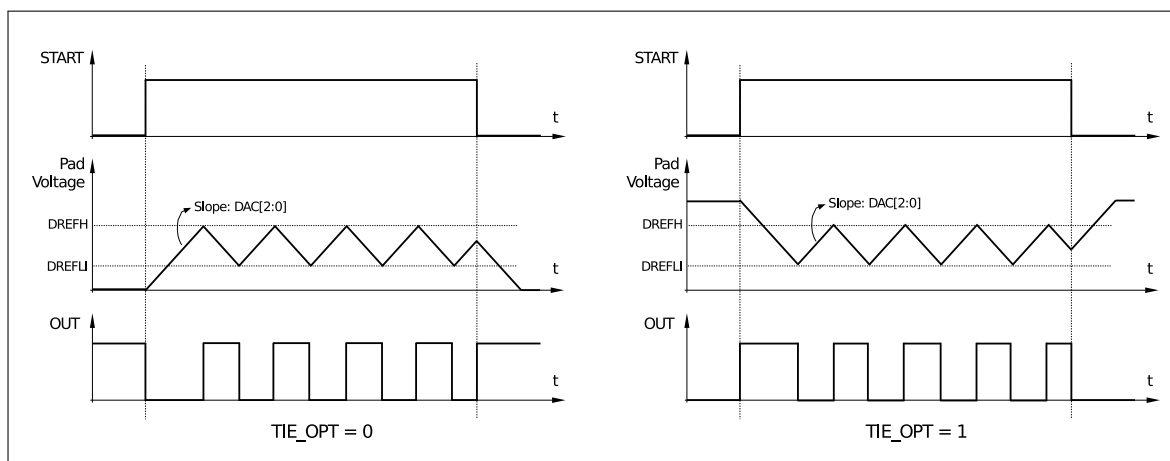 START
t
Pad
Voltage
Slope: DAC[2:0]
DREFH
DREFLI
t
OUT
t
TIE_OPT = 0
START
t
Pad
Voltage
Slope: DAC[2:0]
DREFH
DREFLI
t
OUT
t
TIE_OPT = 1